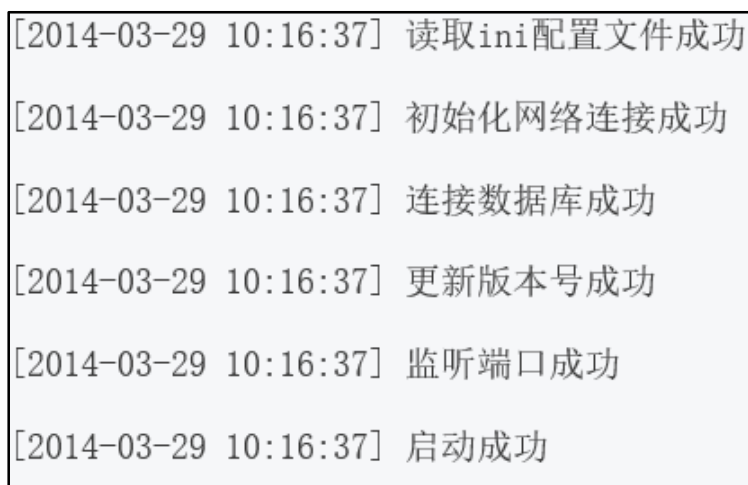 [2014-03-29 10:16:37] 读取ini配置文件成功
[2014-03-29 10:16:37] 初始化网络连接成功
[2014-03-29 10:16:37] 连接数据库成功
[2014-03-29 10:16:37] 更新版本号成功
[2014-03-29 10:16:37] 监听端口成功
[2014-03-29 10:16:37] 启动成功